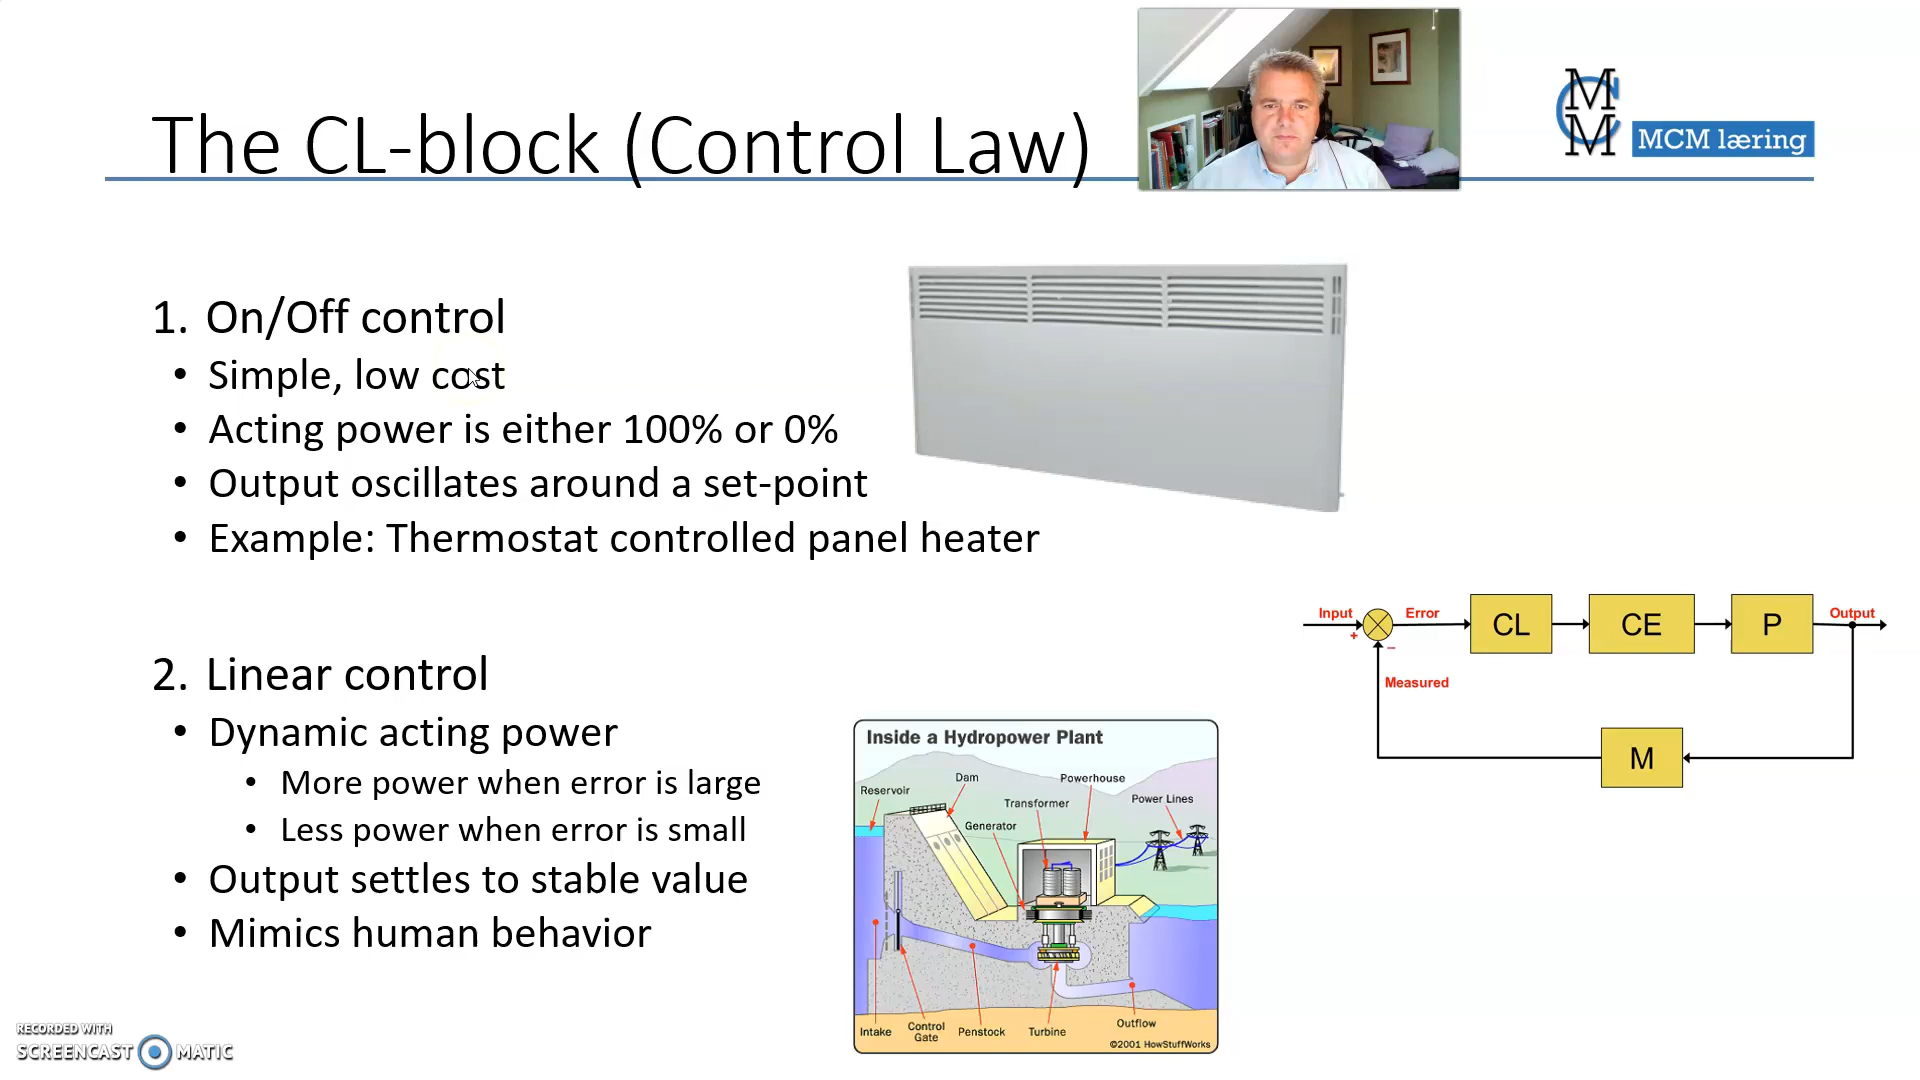 The CL-block (Control Law)
MCM
MCM læring
1. On/Off control
• Simple, low cost
• Acting power is either 100% or 0%
• Output oscillates around a set-point
• Example: Thermostat controlled panel heater
2. Linear control
• Dynamic acting power
• More power when error is large
• Less power when error is small
• Output settles to stable value
• Mimics human behavior
Input
+
−
Error
CL
CE
P
Output
Measured
M
Inside a Hydropower Plant
Reservoir
Dam
Generator
Transformer
Powerhouse
Power Lines
Intake
Control
Gate
Penstock
Turbine
Outflow
©2001 HowStuffWorks
RECORDED WITH
SCREENCAST MATIC